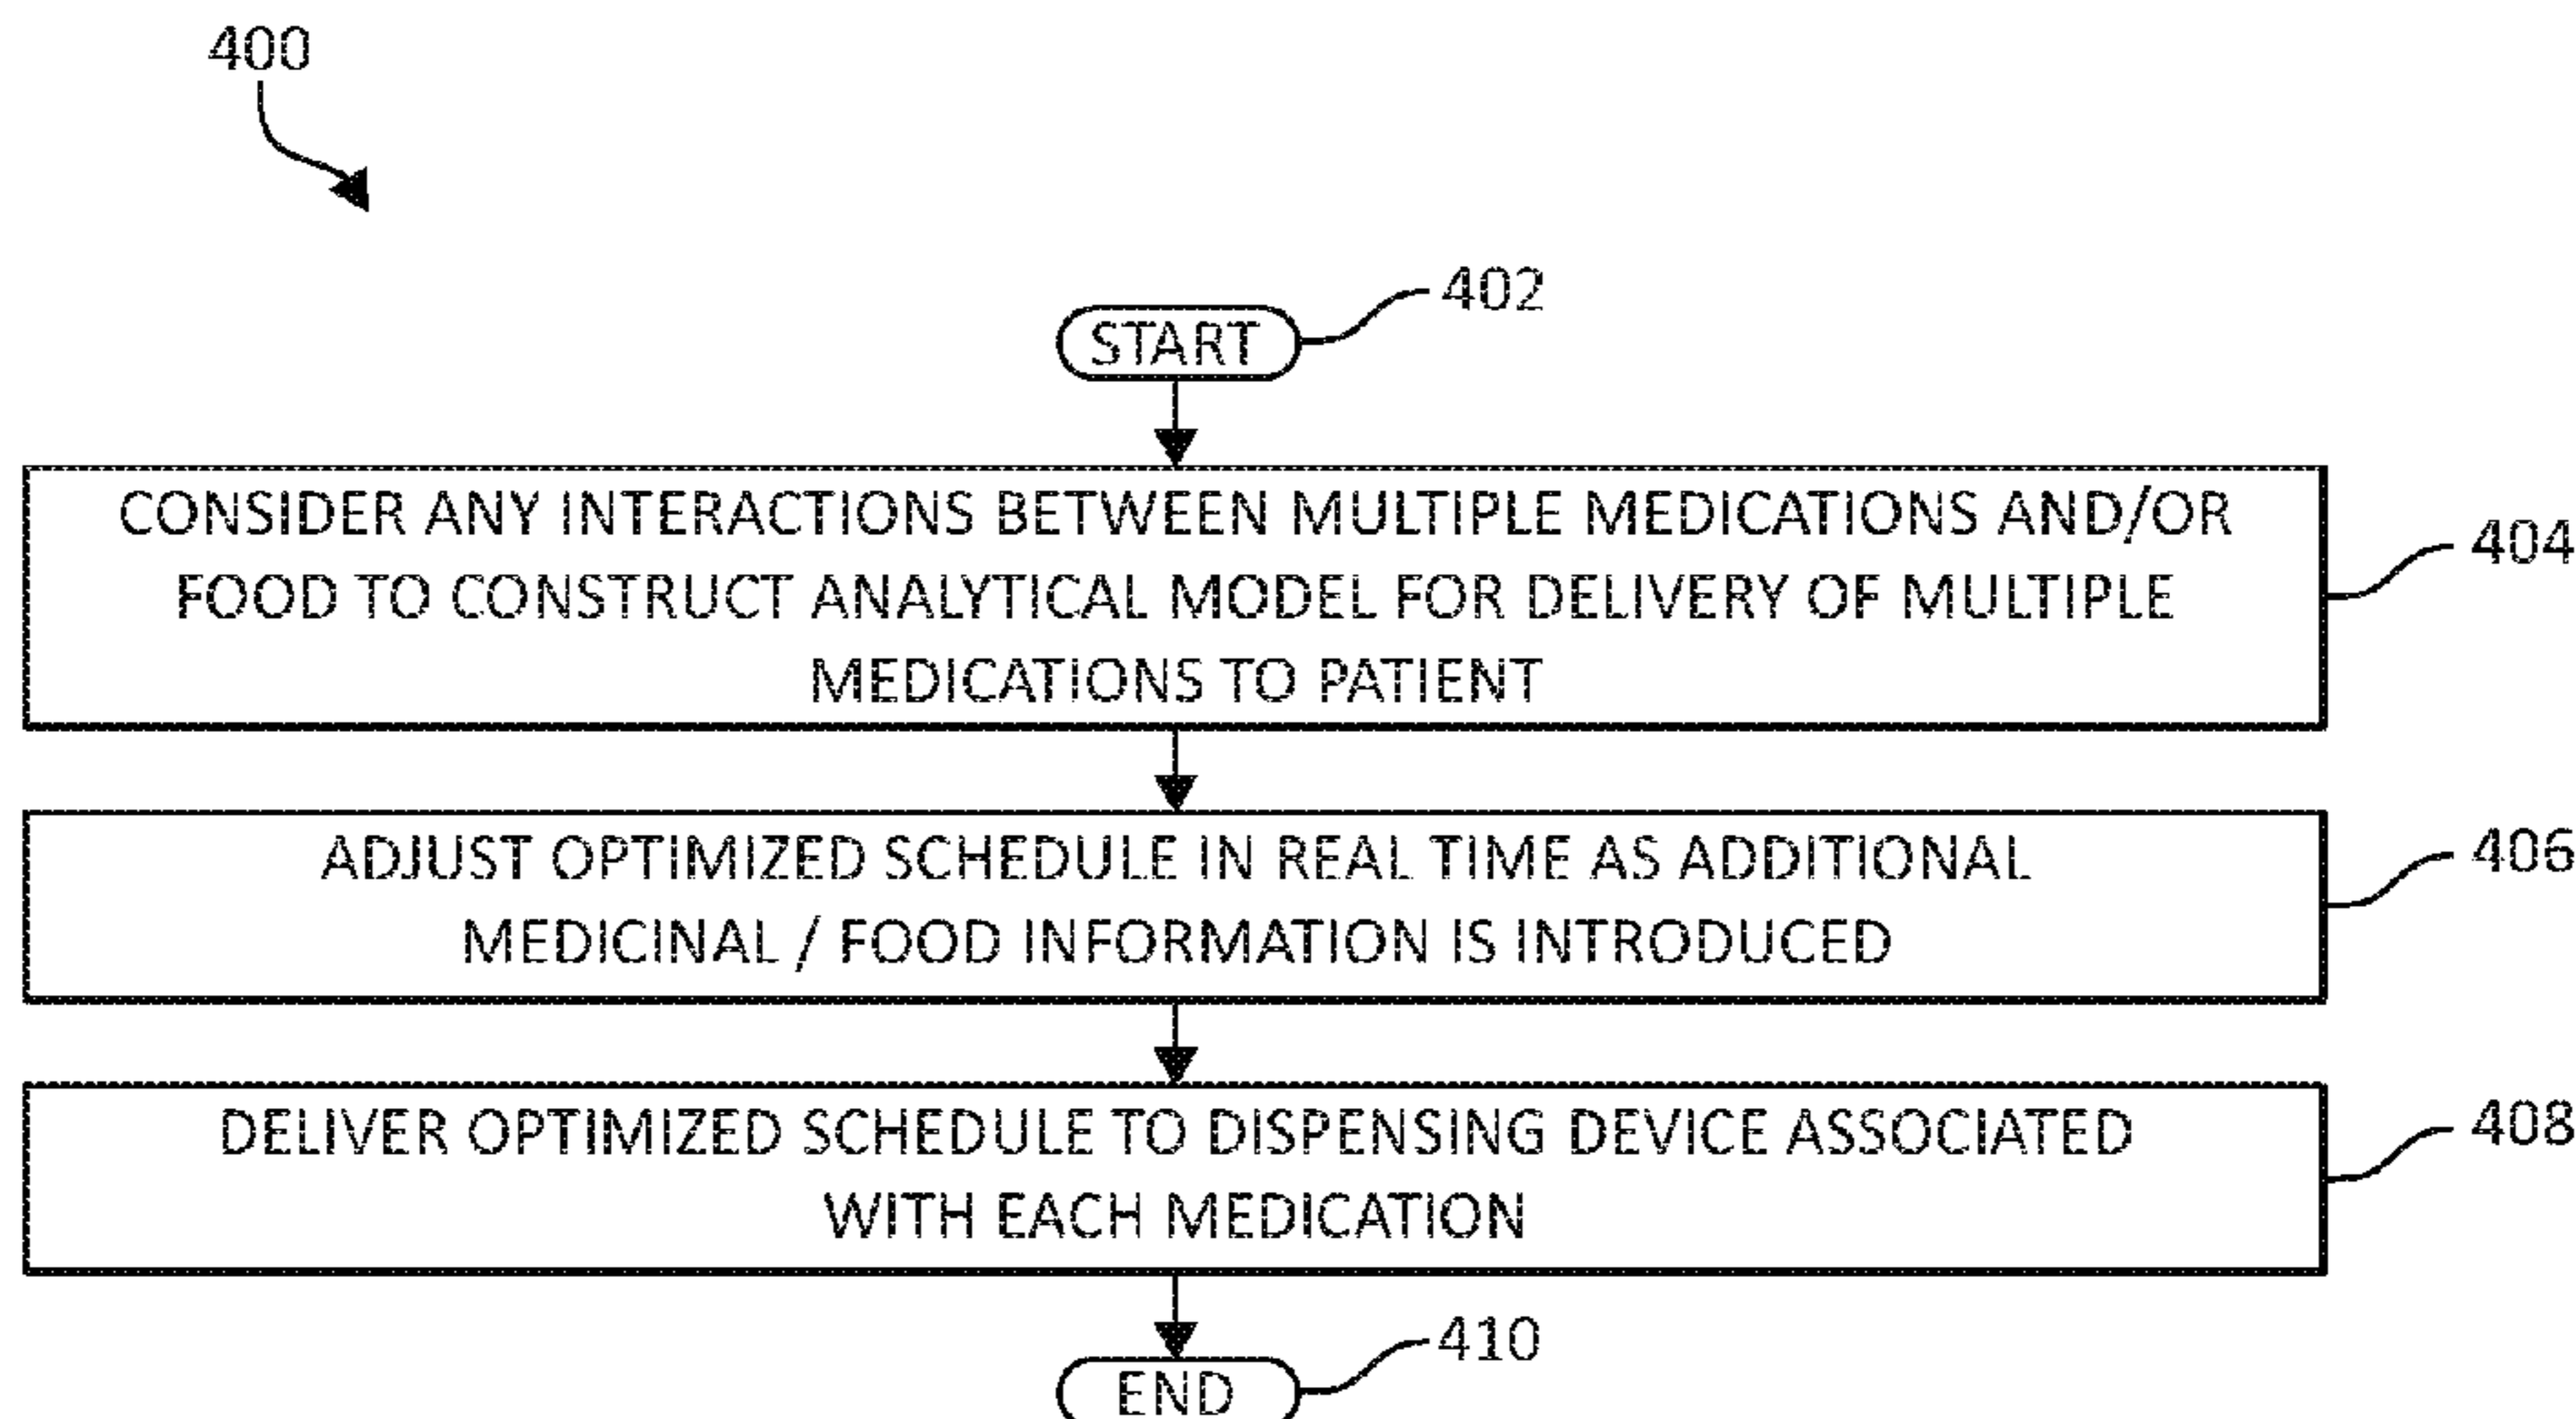 400
402
START
CONSIDER ANY INTERACTIONS BETWEEN MULTIPLE MEDICATIONS AND/OR
FOOD TO CONSTRUCT ANALYTICAL MODEL FOR DELIVERY OF MULTIPLE
MEDICATIONS TO PATIENT
404
ADJUST OPTIMIZED SCHEDULE IN REAL TIME AS ADDITIONAL
MEDICINAL / FOOD INFORMATION IS INTRODUCED
406
DELIVER OPTIMIZED SCHEDULE TO DISPENSING DEVICE ASSOCIATED
WITH EACH MEDICATION
408
410
END